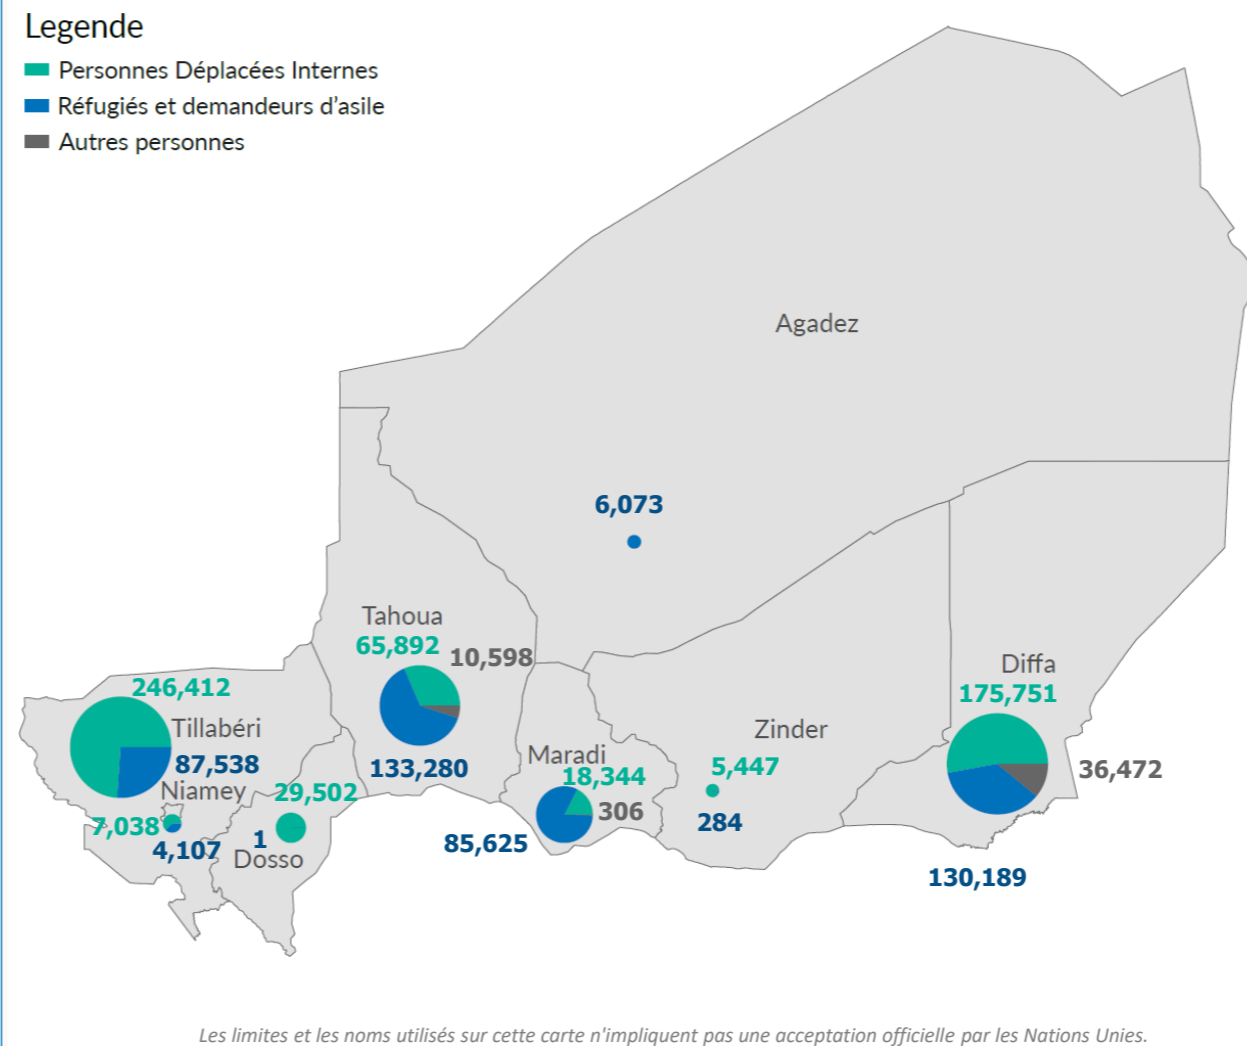 Legende
Personnes Déplacées Internes
Réfugiés et demandeurs d'asile
Autres personnes
Agadez
6,073
Tahoua
65,892
10,598
133,280
Diffa
175,751
36,472
130,189
246,412
Tillabéri
87,538
Niamey
7,038
4,107
29,502
1
Dosso
Maradi
18,344
306
85,625
Zinder
5,447
284
Les limites et les noms utilisés sur cette carte n'impliquent pas une acceptation officielle par les Nations Unies.